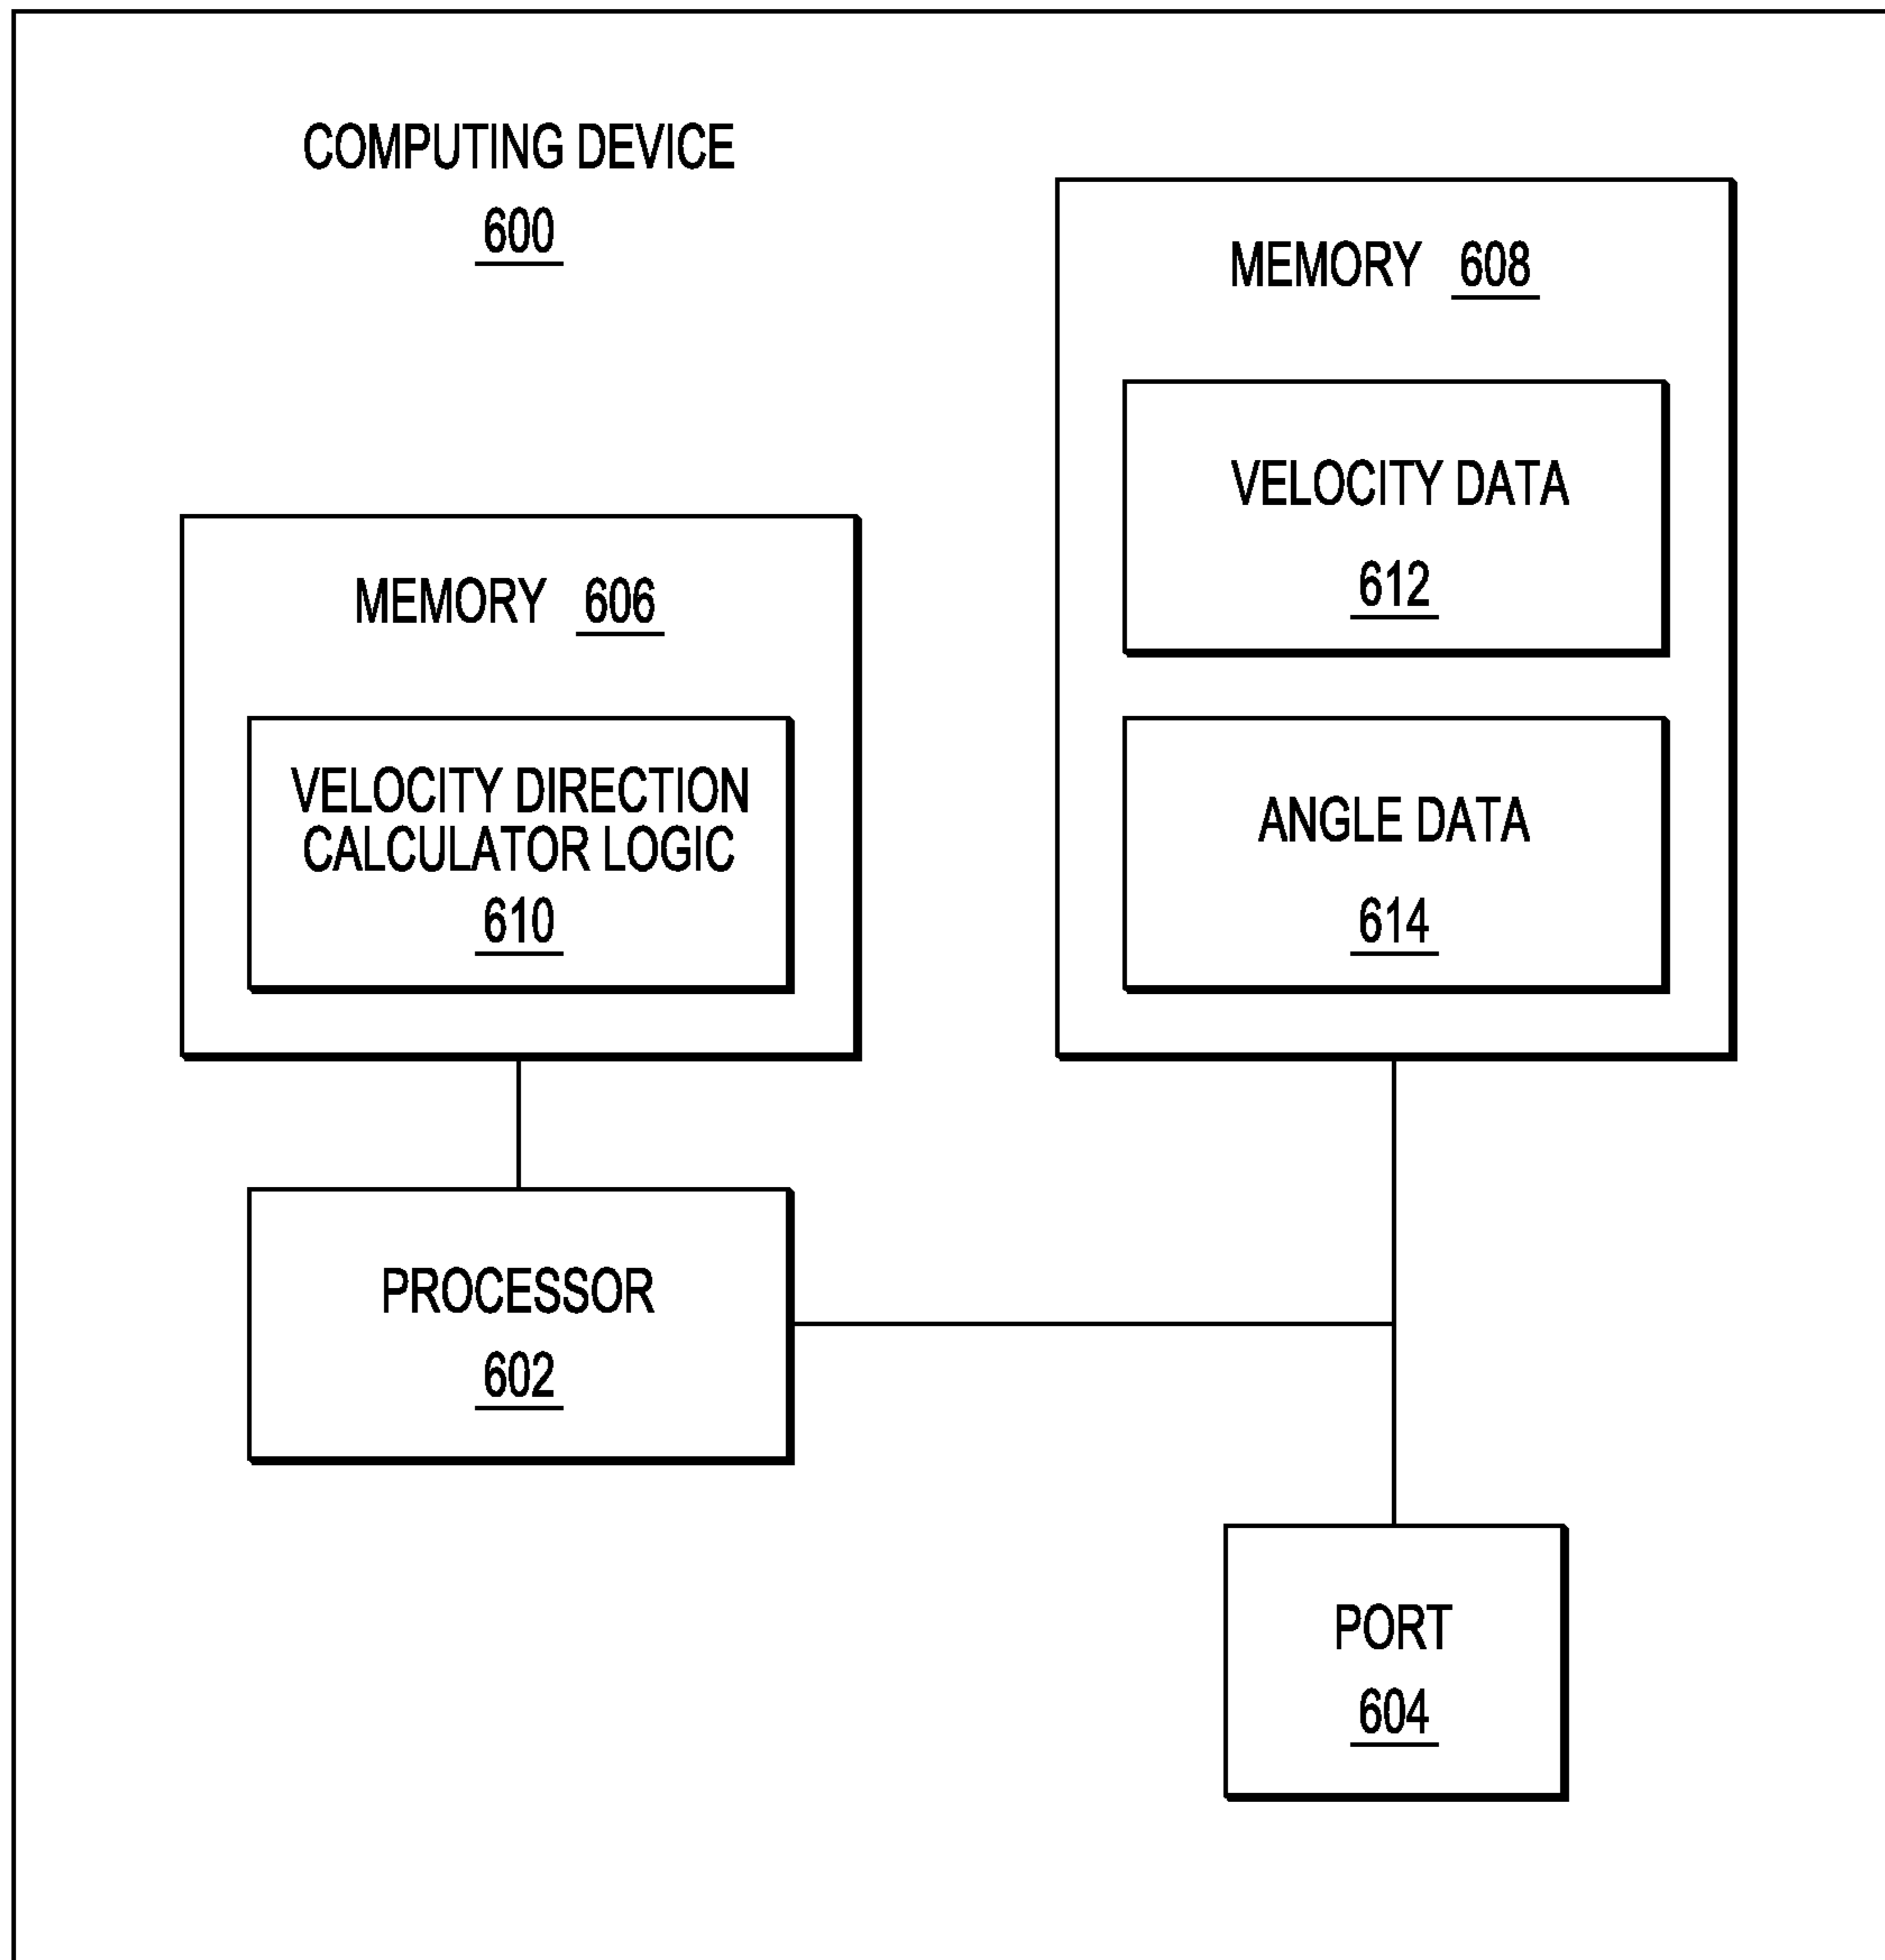 COMPUTING DEVICE
600
MEMORY 608
VELOCITY DATA
612
ANGLE DATA
614
MEMORY 606
VELOCITY DIRECTION
CALCULATOR LOGIC
610
PROCESSOR
602
PORT
604